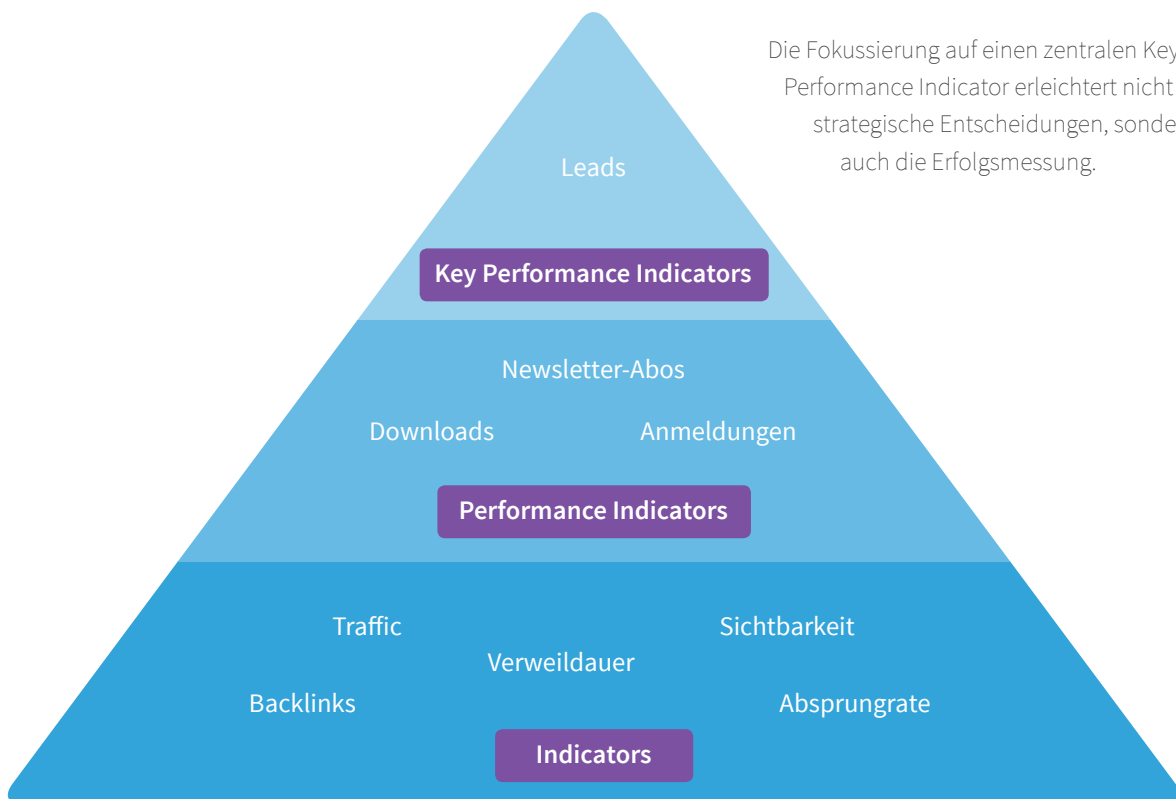 Die Fokussierung auf einen zentralen Key
Performance Indicator erleichtert nicht
strategische Entscheidungen, sonde
auch die Erfolgsmessung.
Leads
Key Performance Indicators
Newsletter-Abos
Downloads Anmeldungen
Performance Indicators
Traffic Sichtbarkeit
Verweildauer
Backlinks Absprungrate
Indicators